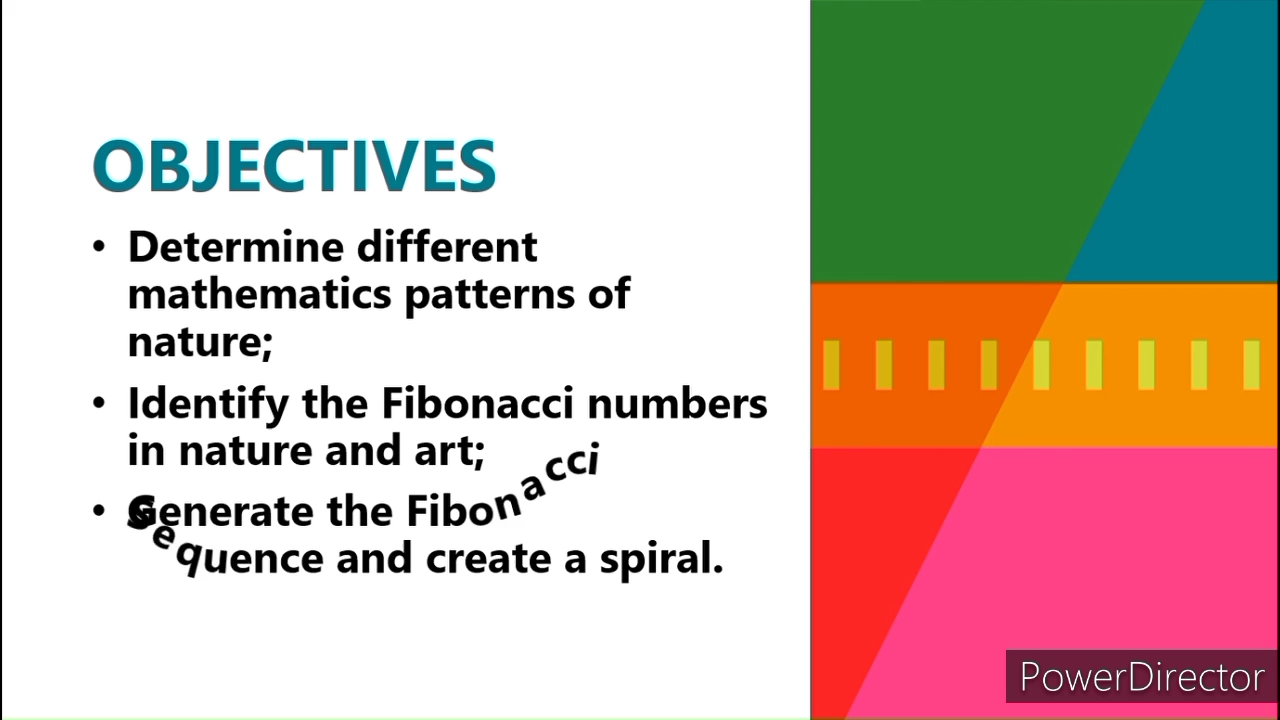 OBJECTIVES
• Determine different
mathematics patterns of
nature;
• Identify the Fibonacci numbers
in nature and art;
• Generate the Fibonacci
sequence and create a spiral.
PowerDirector